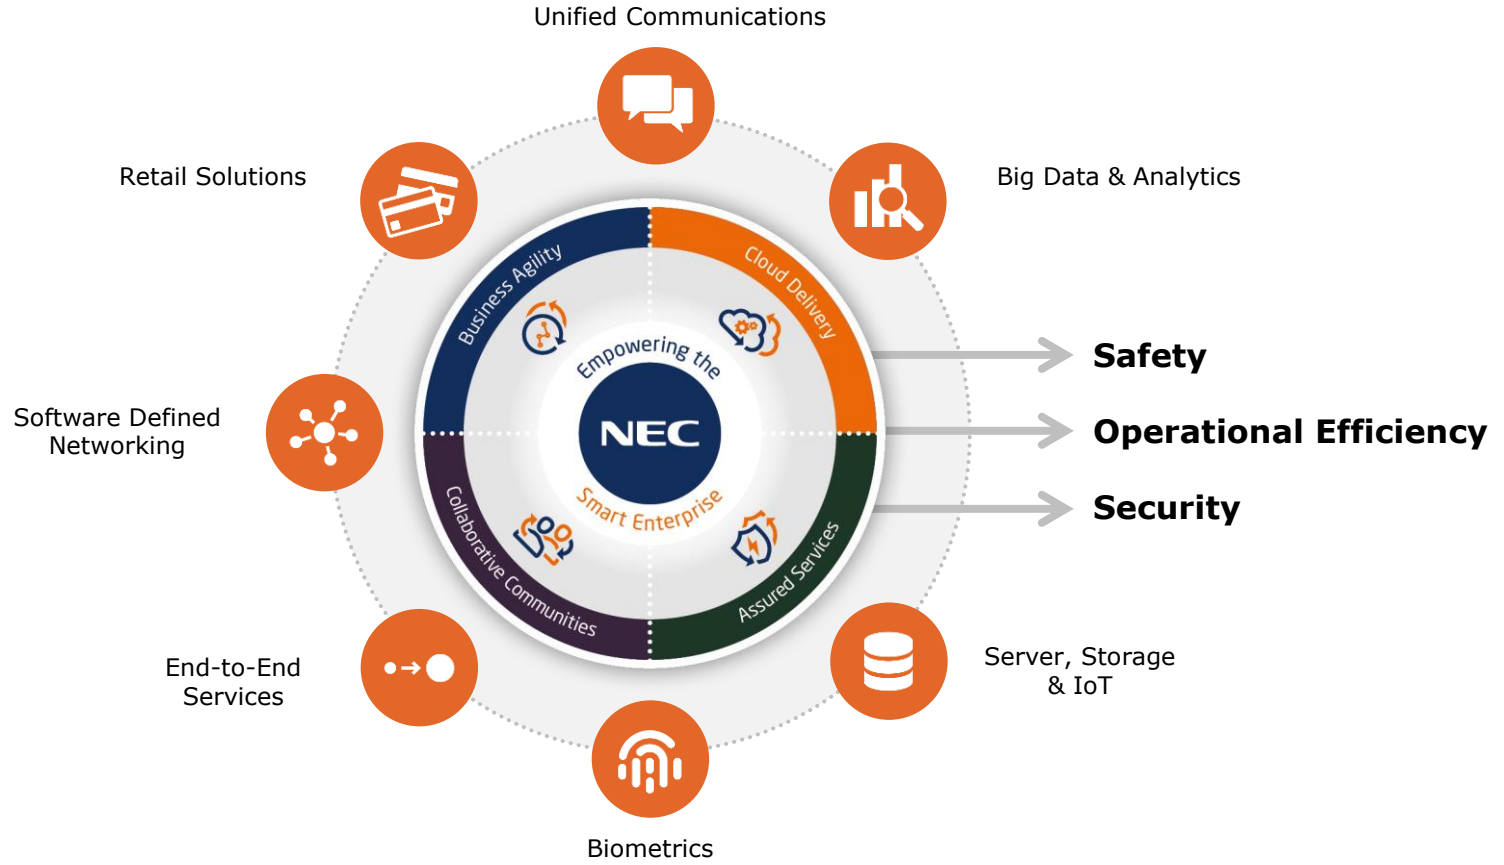 Unified Communications
Retail Solutions
Big Data & Analytics
Business Agility
Cloud Delivery
Empowering the
NEC
Smart Enterprise
Safety
Operational Efficiency
Security
Software Defined
Networking
Collaborative Communities
Assured Services
End-to-End
Services
Server, Storage
& IoT
Biometrics